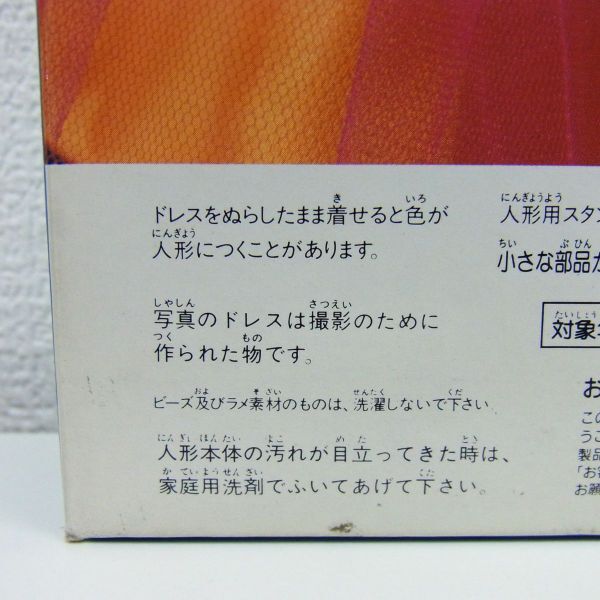 ドレスをぬらしたまま着せると色が
人形につくことがあります。
写真のドレスは撮影のために
作られた物です。
ビーズ及びラメ素材のものは、洗濯しないで下さい
人形本体の汚れが目立ってきた時は、
家庭用洗剤でふいてあげて下さい。
人形用スタン
小さな部品が
対象
お
この
うこ
製品
「お客
お願